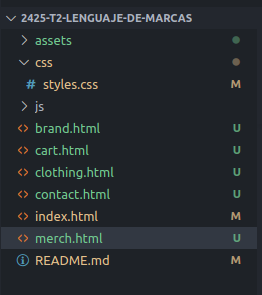 2425-T2-LENGUAJE-DE-MARCAS
assets
css
# styles.css M
js
<> brand.html U
<> cart.html U
<> clothing.html U
<> contact.html U
<> index.html M
<> merch.html U
README.md M